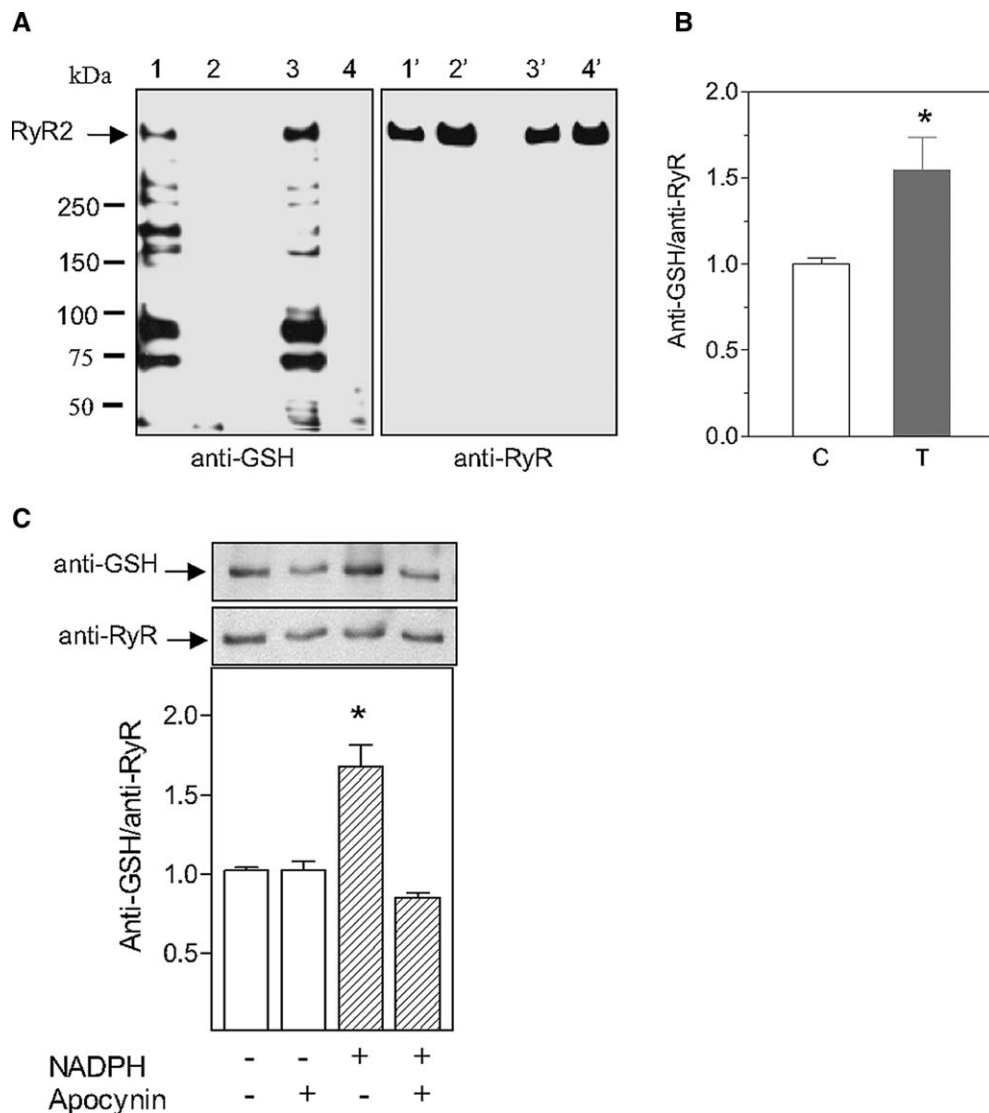 A
kDa 1 2 3 4 1' 2' 3' 4'
RyR2
250
150
100
75
50
anti-GSH anti-RyR
B
Anti-GSH/anti-RyR
2.0
1.5
1.0
0.5
0.0
*
C T
C
anti-GSH
anti-RyR
Anti-GSH/anti-RyR
2.0
1.5
1.0
0.5
*
NADPH - - + +
Apocynin - + - +